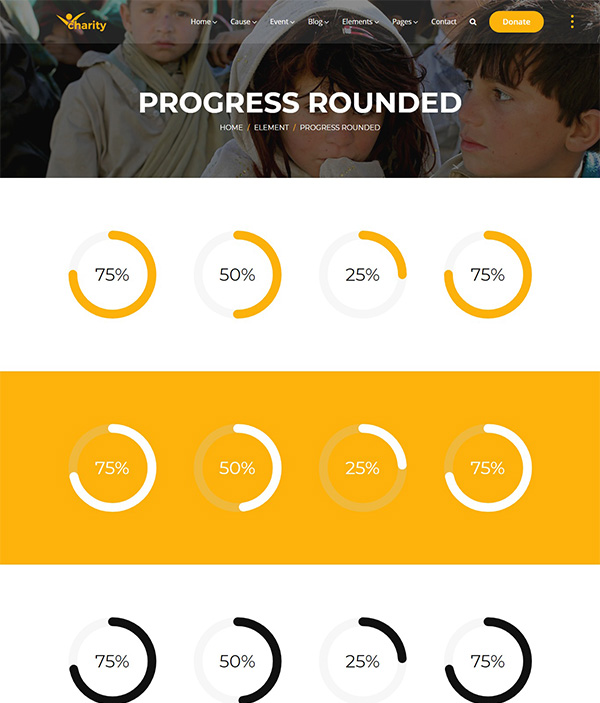 charity Home Cause Event Blog Elements Pages Contact Donate
PROGRESS ROUNDED
HOME / ELEMENT / PROGRESS ROUNDED
75% 50% 25% 75%
75% 50% 25% 75%
75% 50% 25% 75%